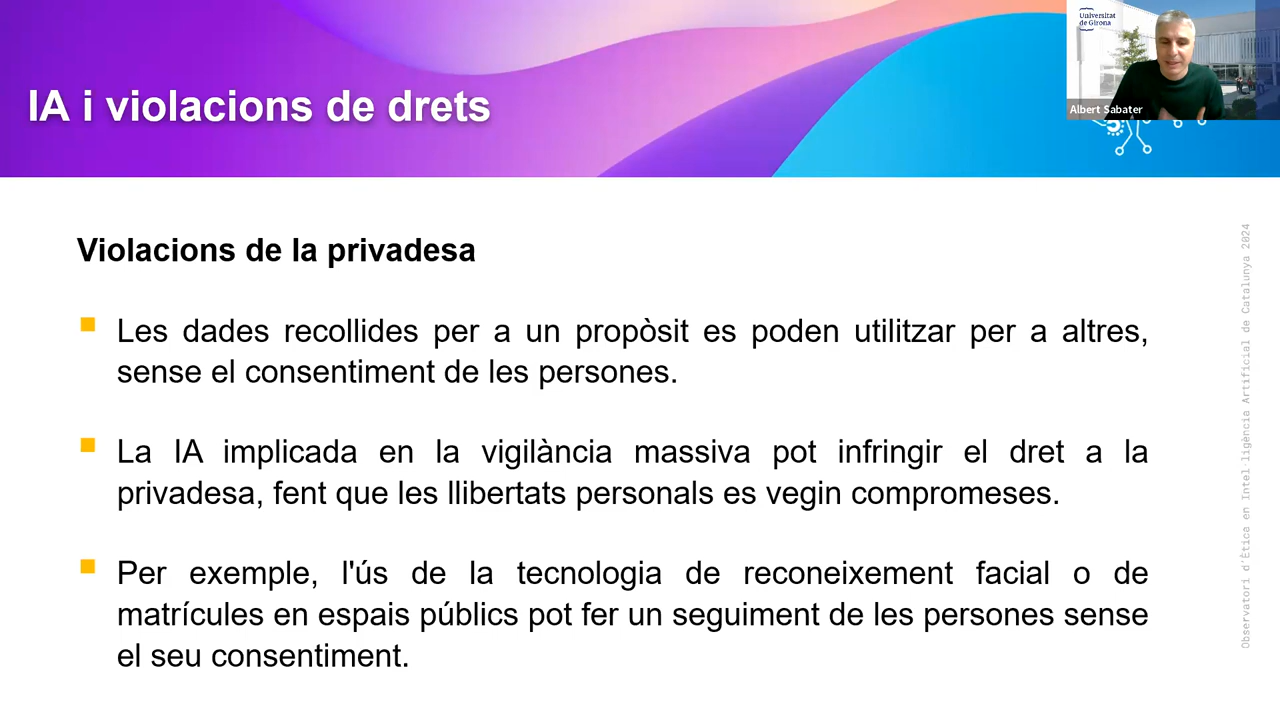 IA i violacions de drets
Universitat
de Girona
Albert Sabater
Violacions de la privadesa
Les dades recollides per a un propòsit es poden utilitzar per a altres,
sense el consentiment de les persones.
La IA implicada en la vigilància massiva pot infringir el dret a la
privadesa, fent que les llibertats personals es vegin compromeses.
Per exemple, l'ús de la tecnologia de reconeixement facial o de
matrícules en espais públics pot fer un seguiment de les persones sense
el seu consentiment.
Observatori d'Ètica en Intel·ligència Artificial de Catalunya 2024